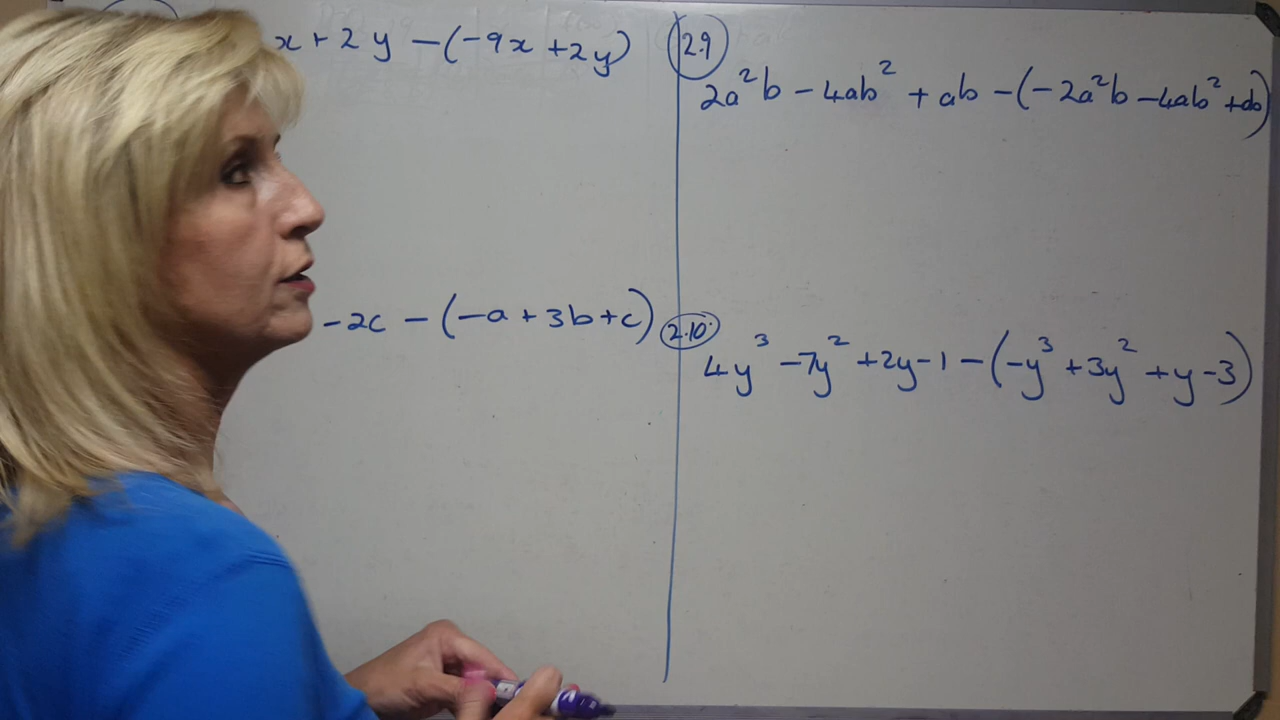 x + 2y - (-9x + 2y)
-2c - (-a + 3b + c)
2.9
2a²b - 4ab² + ab - (-2a²b - 4ab² + ab)
2.10.
4y³ - 7y² + 2y - 1 - (-y³ + 3y² + y - 3)